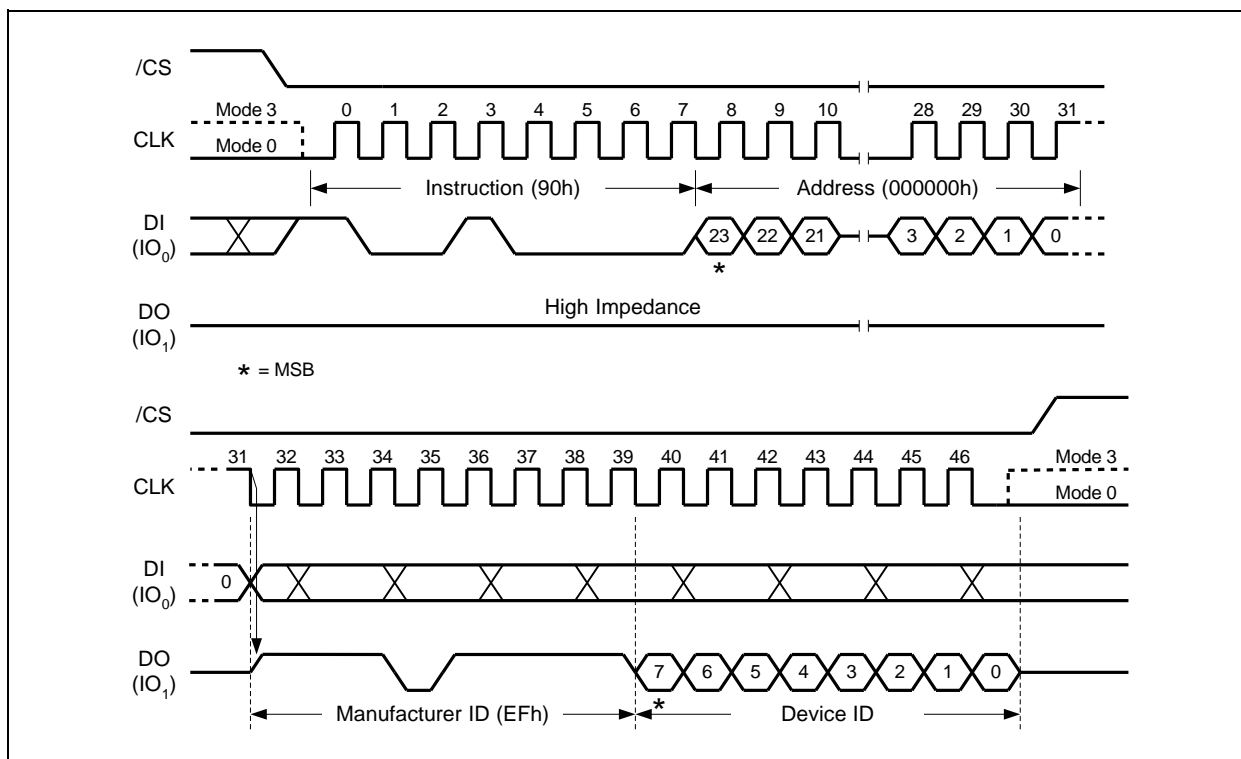 /CS
Mode 3
0 1 2 3 4 5 6 7 8 9 10 28 29 30 31
CLK
Mode 0
Instruction (90h)
Address (000000h)
DI
(IO0)
23 22 21 3 2 1 0
*
High Impedance
DO
(IO1)
* = MSB
/CS
31 32 33 34 35 36 37 38 39 40 41 42 43 44 45 46
Mode 3
CLK
Mode 0
DI
(IO0)
0
DO
(IO1)
7 6 5 4 3 2 1 0
*
Manufacturer ID (EFh)
Device ID